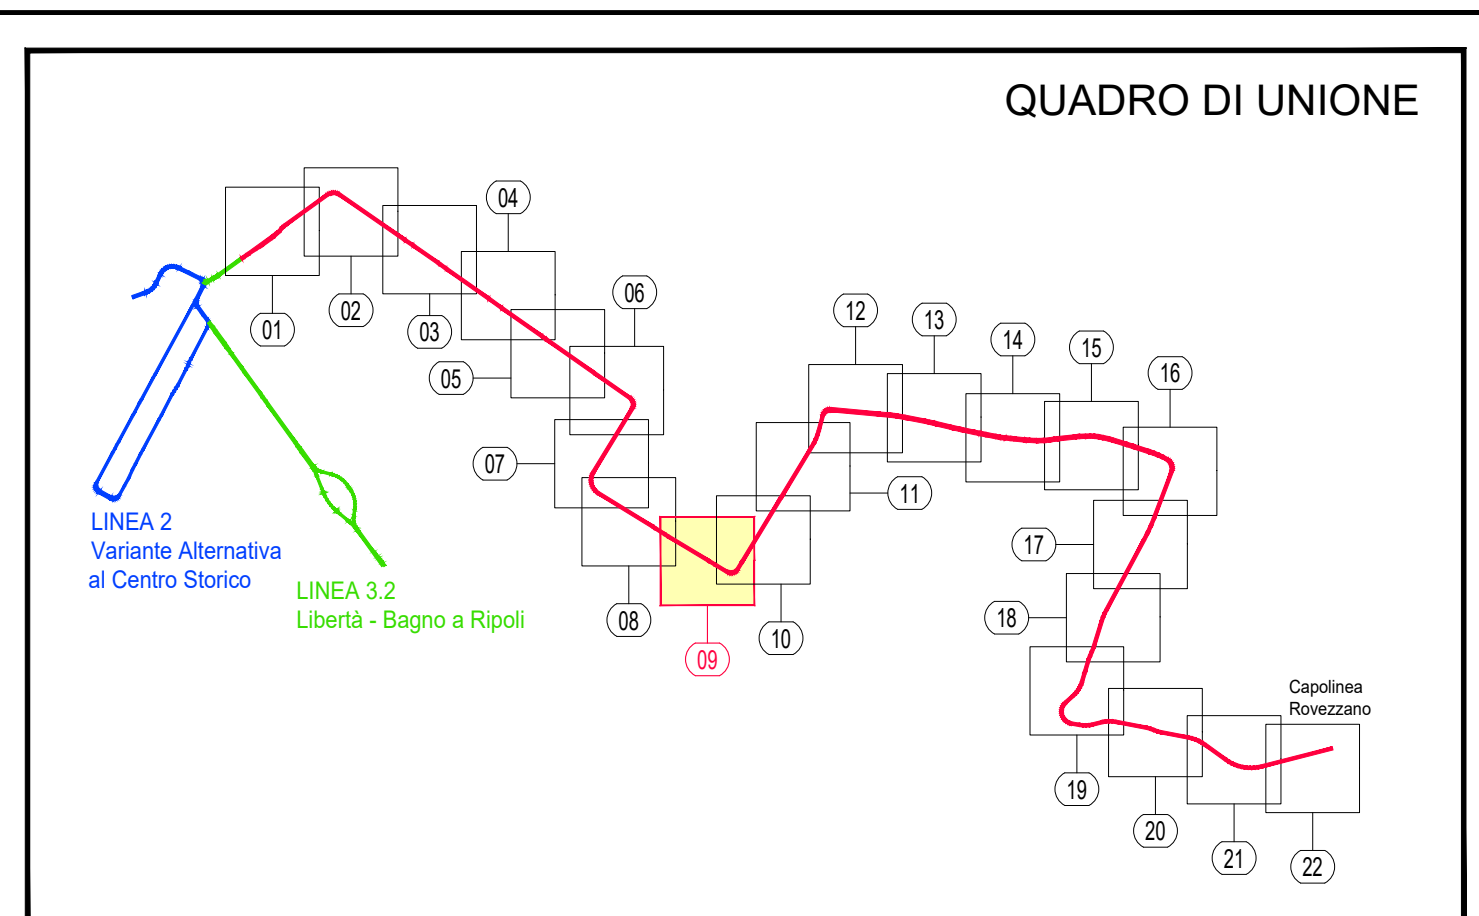 QUADRO DI UNIONE
04
06
12
13
14
15
16
01
02
03
05
07
11
17
18
08
10
09
19
20
21
22
LINEA 2
Variante Alternativa
al Centro Storico
LINEA 3.2
Libertà - Bagno a Ripoli
Capolinea
Rovezzano